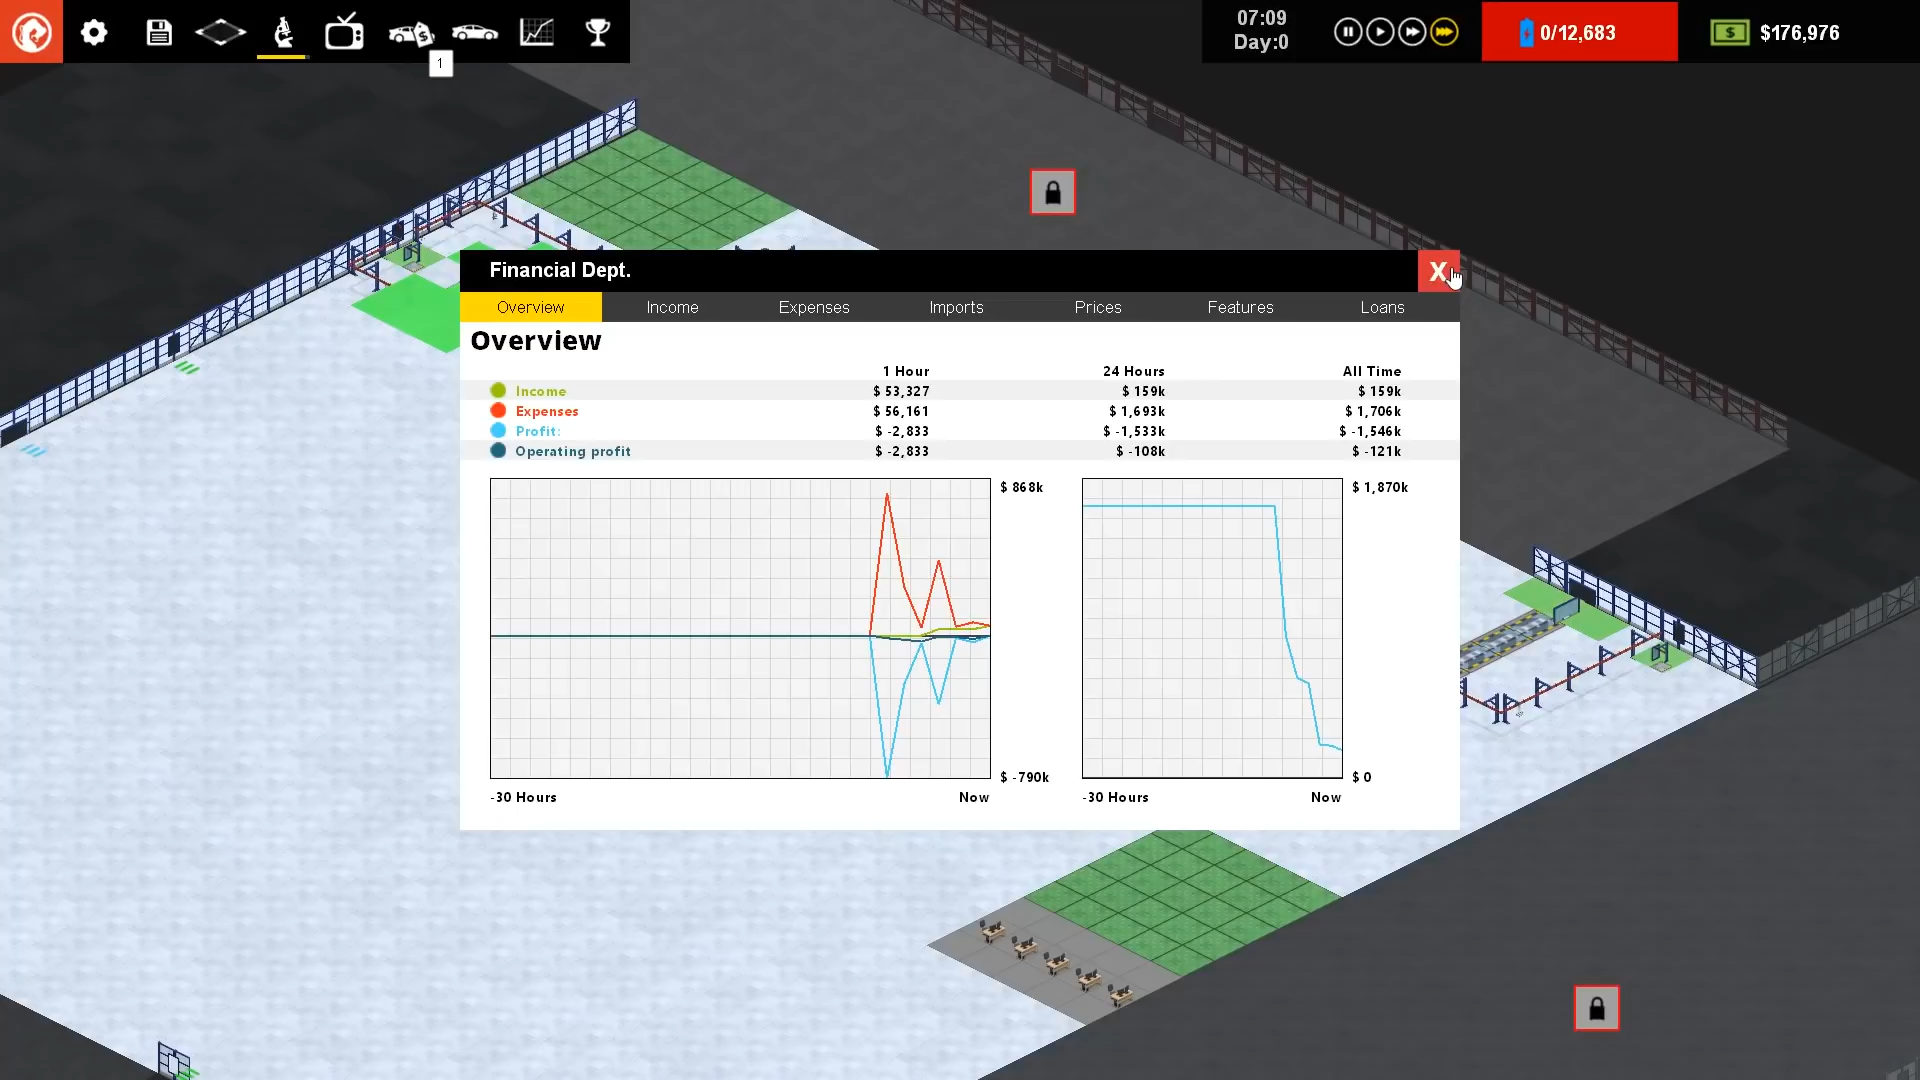 07:09
Day:0
0/12,683
$
$176,976
$
1
Financial Dept.
X
Overview
Income
Expenses
Imports
Prices
Features
Loans
Overview
1 Hour
24 Hours
All Time
Income
$ 53,327
$ 159k
$ 159k
Expenses
$ 56,161
$ 1,693k
$ 1,706k
Profit:
$ -2,833
$ -1,533k
$ -1,546k
Operating profit
$ -2,833
$ -108k
$ -121k
$ 868k
$ 1,870k
$ -790k
$ 0
-30 Hours
Now
-30 Hours
Now